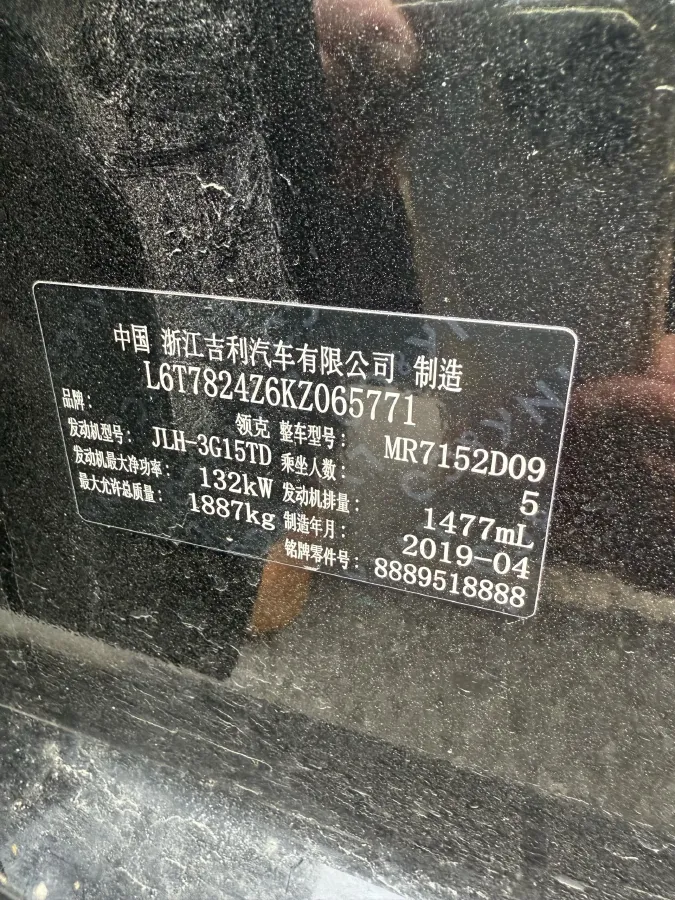 中国 浙江吉利汽车有限公司 制造
L6T7824Z6KZ065771
品牌: 领克 整车型号: MR7152D09
发动机型号: JLH-3G15TD 乘坐人数: 5
发动机最大净功率: 132kW 发动机排量: 1477mL
最大允许总质量: 1887kg 制造年月: 2019-04
铭牌零件号: 8889518888